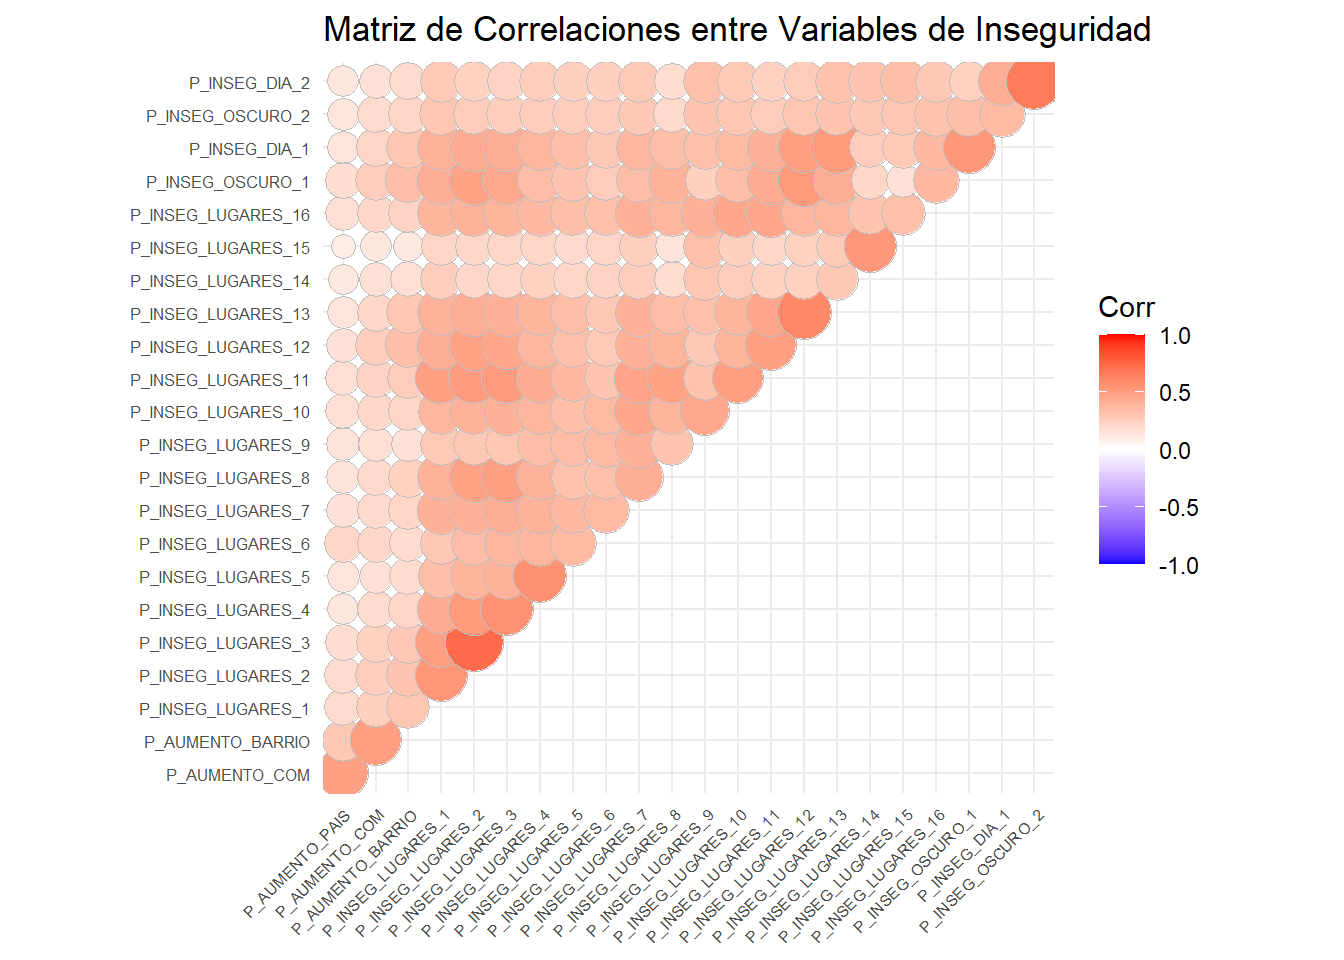 Matriz de Correlaciones entre Variables de Inseguridad
P_INSEG_DIA_2
P_INSEG_OSCURO_2
P_INSEG_DIA_1
P_INSEG_OSCURO_1
P_INSEG_LUGARES_16
P_INSEG_LUGARES_15
P_INSEG_LUGARES_14
P_INSEG_LUGARES_13
P_INSEG_LUGARES_12
P_INSEG_LUGARES_11
P_INSEG_LUGARES_10
P_INSEG_LUGARES_9
P_INSEG_LUGARES_8
P_INSEG_LUGARES_7
P_INSEG_LUGARES_6
P_INSEG_LUGARES_5
P_INSEG_LUGARES_4
P_INSEG_LUGARES_3
P_INSEG_LUGARES_2
P_INSEG_LUGARES_1
P_AUMENTO_BARRIO
P_AUMENTO_COM
P_AUMENTO_PAIS
P_AUMENTO_COM
P_AUMENTO_BARRIO
P_INSEG_LUGARES_1
P_INSEG_LUGARES_2
P_INSEG_LUGARES_3
P_INSEG_LUGARES_4
P_INSEG_LUGARES_5
P_INSEG_LUGARES_6
P_INSEG_LUGARES_7
P_INSEG_LUGARES_8
P_INSEG_LUGARES_9
P_INSEG_LUGARES_10
P_INSEG_LUGARES_11
P_INSEG_LUGARES_12
P_INSEG_LUGARES_13
P_INSEG_LUGARES_14
P_INSEG_LUGARES_15
P_INSEG_LUGARES_16
P_INSEG_OSCURO_1
P_INSEG_DIA_1
P_INSEG_OSCURO_2
Corr
1.0
0.5
0.0
-0.5
-1.0